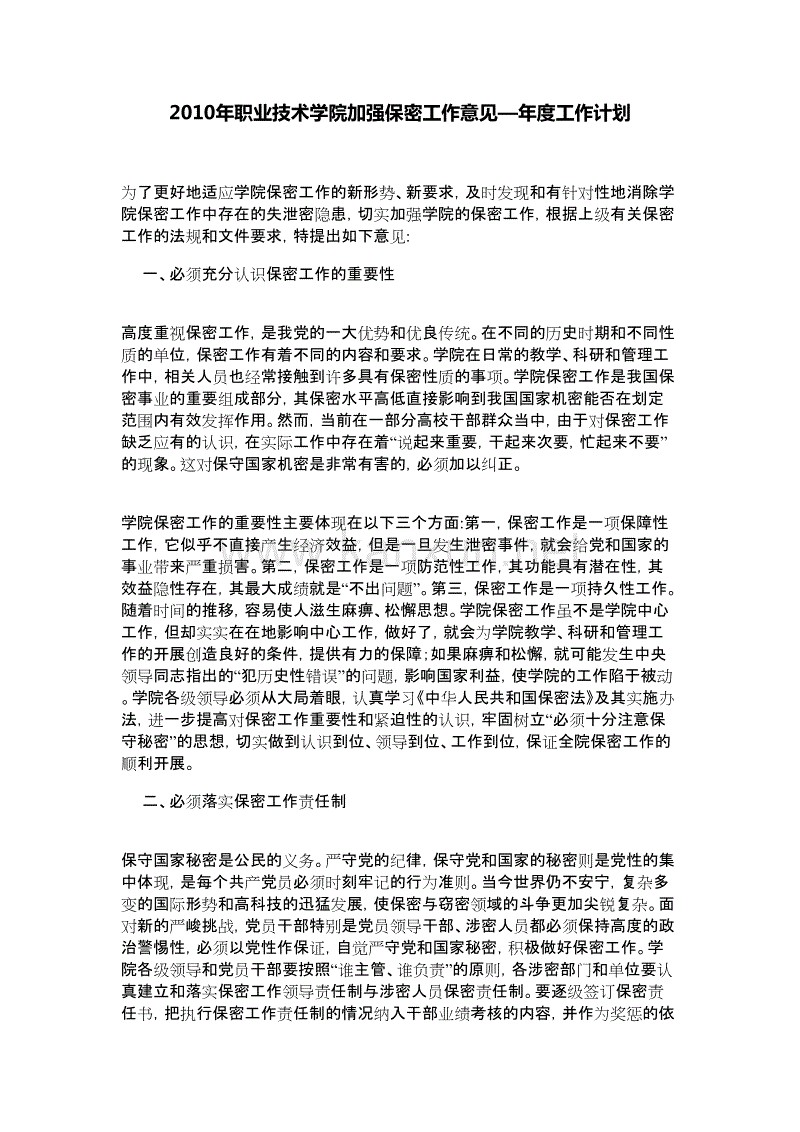 2010年职业技术学院加强保密工作意见—年度工作计划
为了更好地适应学院保密工作的新形势、新要求，及时发现和有针对性地消除学
院保密工作中存在的失泄密隐患，切实加强学院的保密工作，根据上级有关保密
工作的法规和文件要求，特提出如下意见:
一、必须充分认识保密工作的重要性
高度重视保密工作，是我党的一大优势和优良传统。在不同的历史时期和不同性
质的单位，保密工作有着不同的内容和要求。学院在日常的教学、科研和管理工
作中，相关人员也经常接触到许多具有保密性质的事项。学院保密工作是我国保
密事业的重要组成部分，其保密水平高低直接影响到我国国家机密能否在划定
范围内有效发挥作用。然而，当前在一部分高校干部群众当中，由于对保密工作
缺乏应有的认识，在实际工作中存在着“说起来重要，干起来次要，忙起来不要”
的现象。这对保守国家机密是非常有害的，必须加以纠正。
学院保密工作的重要性主要体现在以下三个方面:第一，保密工作是一项保障性
工作，它似乎不直接产生经济效益，但是一旦发生泄密事件，就会给党和国家的
事业带来严重损害。第二，保密工作是一项防范性工作，其功能具有潜在性，其
效益隐性存在，其最大成绩就是“不出问题”。第三，保密工作是一项持久性工作。
随着时间的推移，容易使人滋生麻痹、松懈思想。学院保密工作虽不是学院中心
工作，但却实实在在地影响中心工作，做好了，就会为学院教学、科研和管理工
作的开展创造良好的条件，提供有力的保障;如果麻痹和松懈，就可能发生中央
领导同志指出的“犯历史性错误”的问题，影响国家利益，使学院的工作陷于被动
。学院各级领导必须从大局着眼，认真学习《中华人民共和国保密法》及其实施办
法，进一步提高对保密工作重要性和紧迫性的认识，牢固树立“必须十分注意保
守秘密”的思想，切实做到认识到位、领导到位、工作到位，保证全院保密工作的
顺利开展。
二、必须落实保密工作责任制
保守国家秘密是公民的义务。严守党的纪律，保守党和国家的秘密则是党性的集
中体现，是每个共产党员必须时刻牢记的行为准则。当今世界仍不安宁，复杂多
变的国际形势和高科技的迅猛发展，使保密与窃密领域的斗争更加尖锐复杂。面
对新的严峻挑战，党员干部特别是党员领导干部、涉密人员都必须保持高度的政
治警惕性，必须以党性作保证，自觉严守党和国家秘密，积极做好保密工作。学
院各级领导和党员干部要按照“谁主管、谁负责”的原则，各涉密部门和单位要认
真建立和落实保密工作领导责任制与涉密人员保密责任制。要逐级签订保密责
任书，把执行保密工作责任制的情况纳入干部业绩考核的内容，并作为奖惩的依